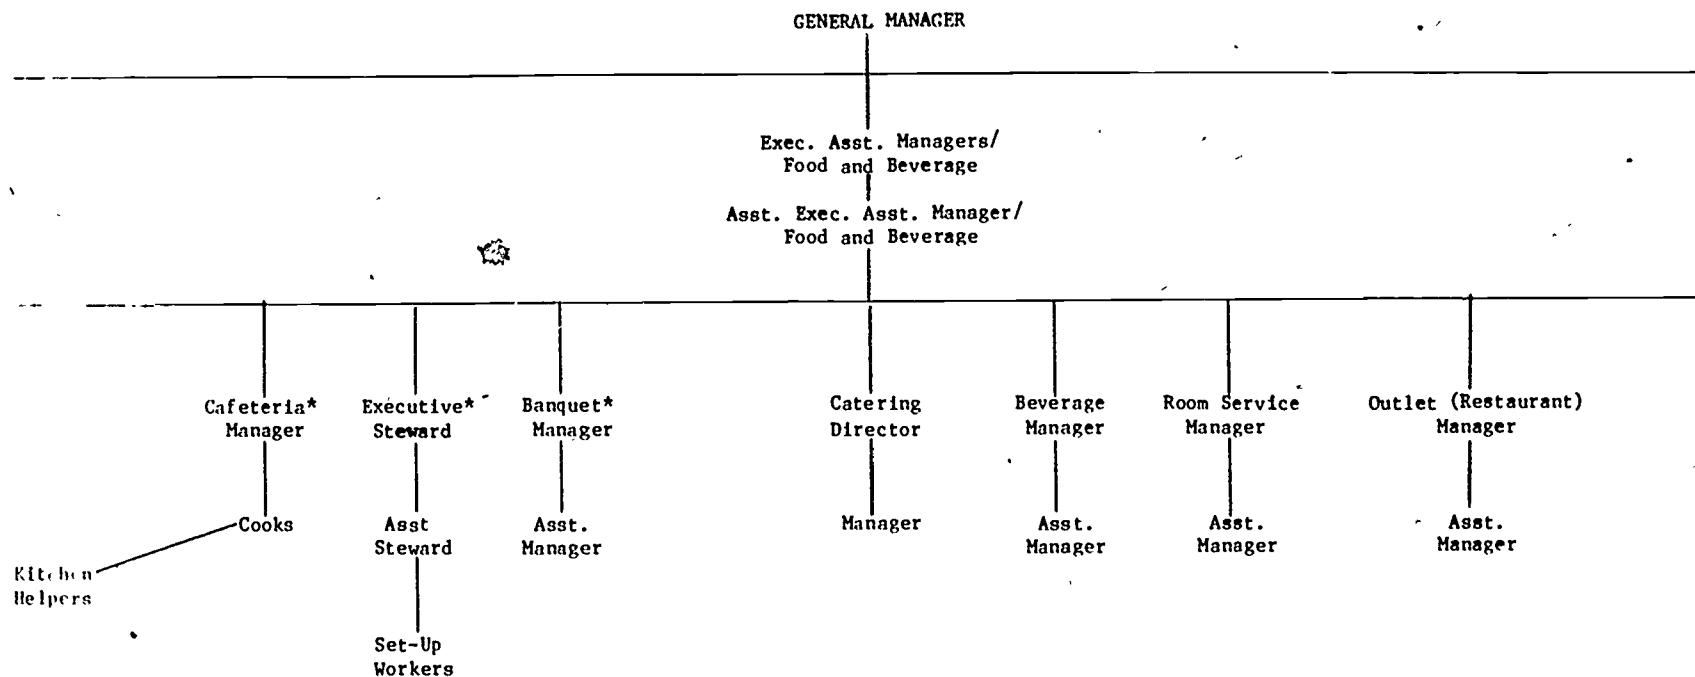 GENERAL MANAGER
Exec. Asst. Managers/
Food and Beverage
Asst. Exec. Asst. Manager/
Food and Beverage
Cafeteria*
Manager
Executive*
Steward
Banquet*
Manager
Catering
Director
Beverage
Manager
Room Service
Manager
Outlet (Restaurant)
Manager
Cooks
Kitchen
Helpers
Asst
Steward
Asst.
Manager
Manager
Asst.
Manager
Asst.
Manager
Asst.
Manager
Set-Up
Workers